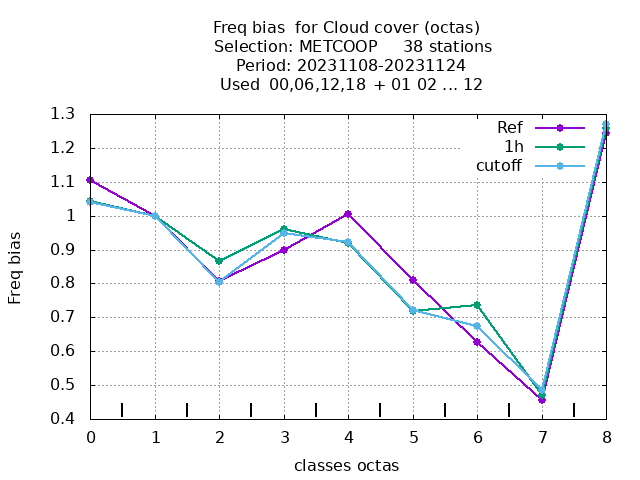 Freq bias  for Cloud cover (octas)
Selection: METCOOP     38 stations
Period: 20231108-20231124
Used  00,06,12,18  + 01 02 ... 12
Ref
1h
cutoff
Freq bias
1.3
1.2
1.1
1
0.9
0.8
0.7
0.6
0.5
0.4
0 1 2 3 4 5 6 7 8
classes octas